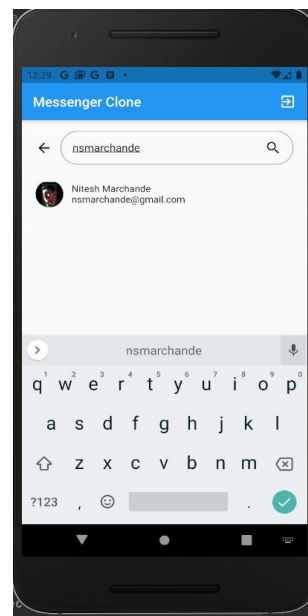 12:29 G G
Messenger Clone
nsmarchande
Nitesh Marchande
nsmarchande@gmail.com
nsmarchande
1 2 3 4 5 6 7 8 9 0
q w e r t y u i o p
a s d f g h j k l
z x c v b n m
?123 , .